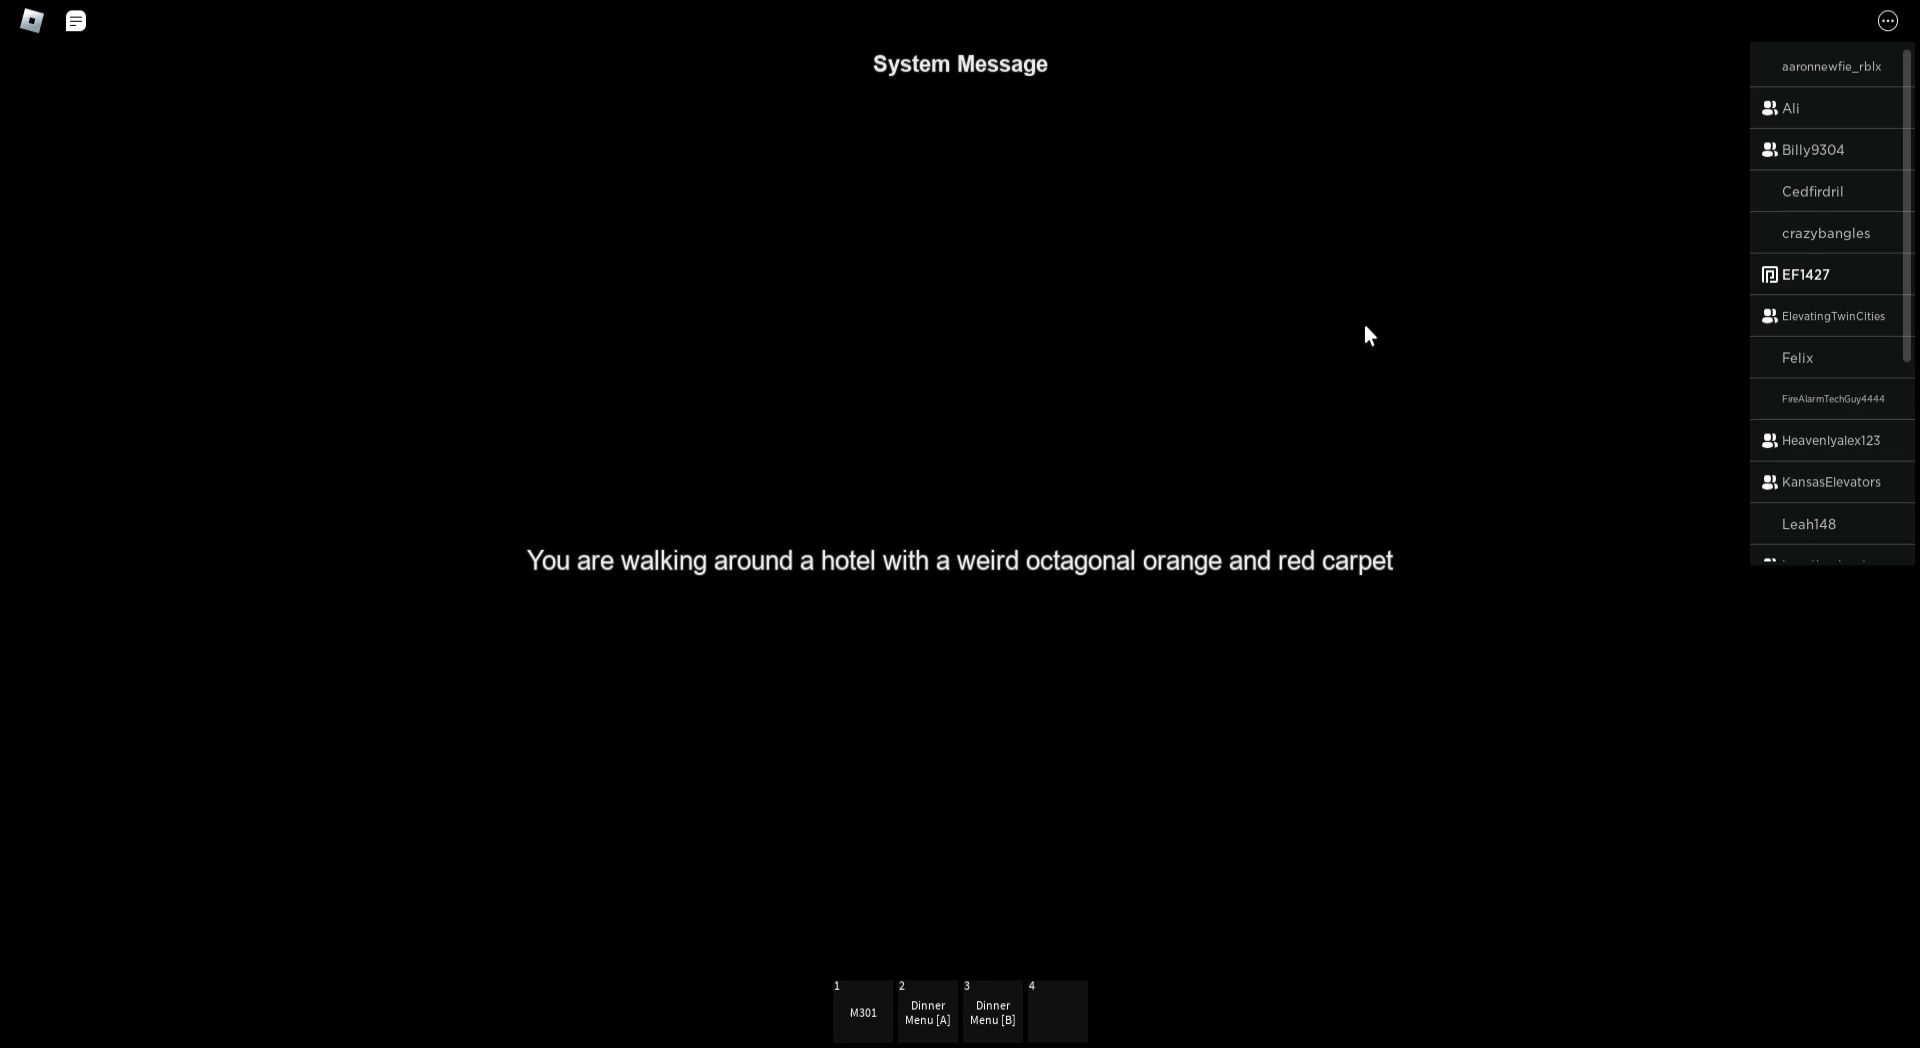 System Message
aaronnewfie_rblx
Ali
Billy9304
Cedfirdril
crazybangles
EF1427
ElevatingTwinCities
Felix
FireAlarmTechGuy4444
Heavenlyalex123
KansasElevators
Leah148
You are walking around a hotel with a weird octagonal orange and red carpet
1
M301
2
Dinner
Menu [A]
3
Dinner
Menu [B]
4